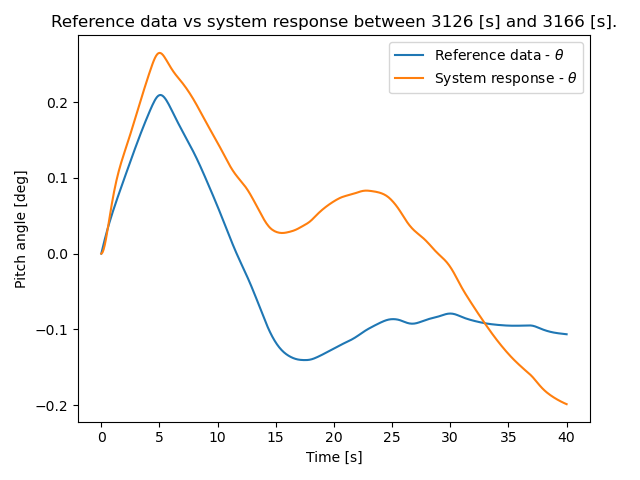 Reference data vs system response between 3126 [s] and 3166 [s].
Reference data - θ
System response - θ
Pitch angle [deg]
0.2
0.1
0.0
−0.1
−0.2
0 5 10 15 20 25 30 35 40
Time [s]